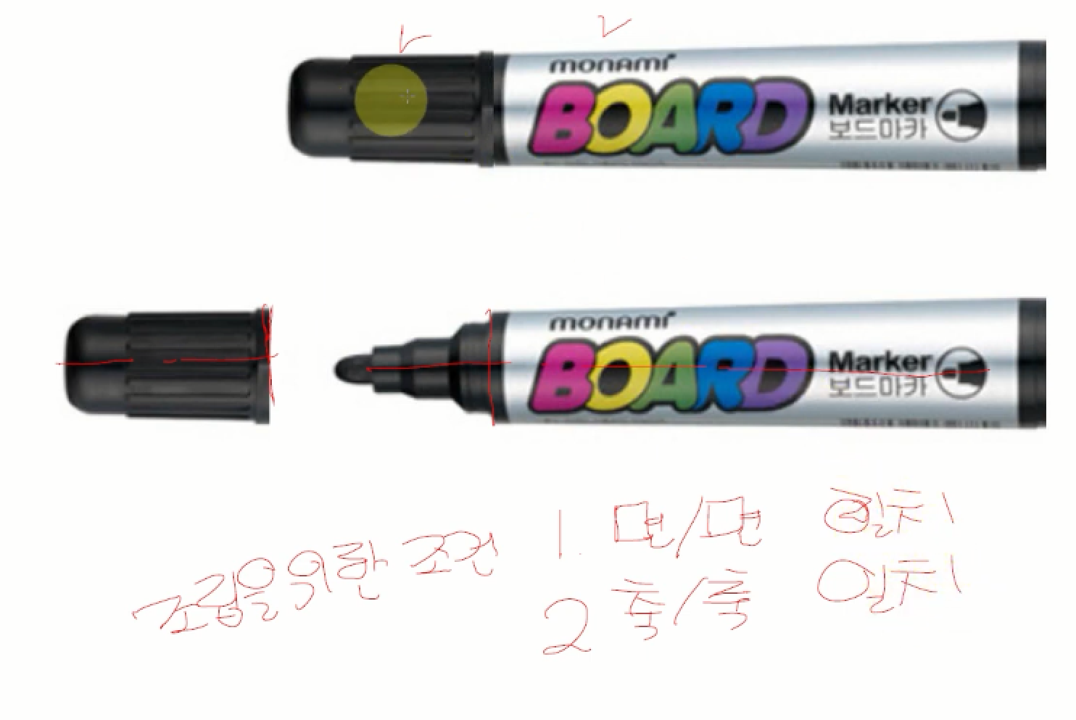 monami
BOARD
Marker
보드마카
monami
BOARD
Marker
보드마카
조립을 위한 조건 1. 면/면 일치
2 축/축 일치